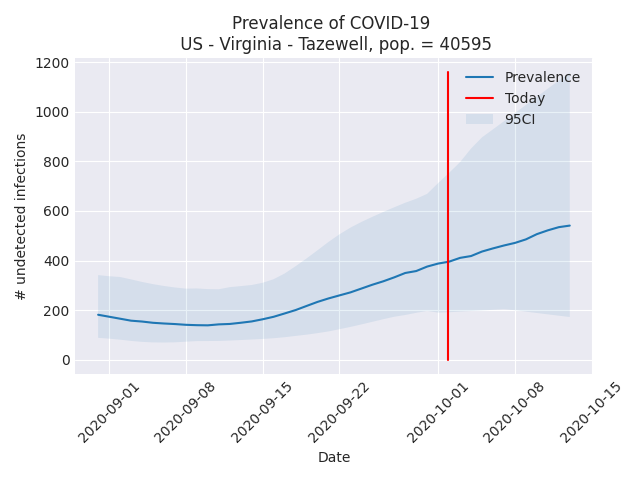 Prevalence of COVID-19
US - Virginia - Tazewell, pop. = 40595
1200
1000
800
600
400
200
0
# undetected infections
Prevalence
Today
95CI
2020-09-01
2020-09-08
2020-09-15
2020-09-22
2020-10-01
2020-10-08
2020-10-15
Date